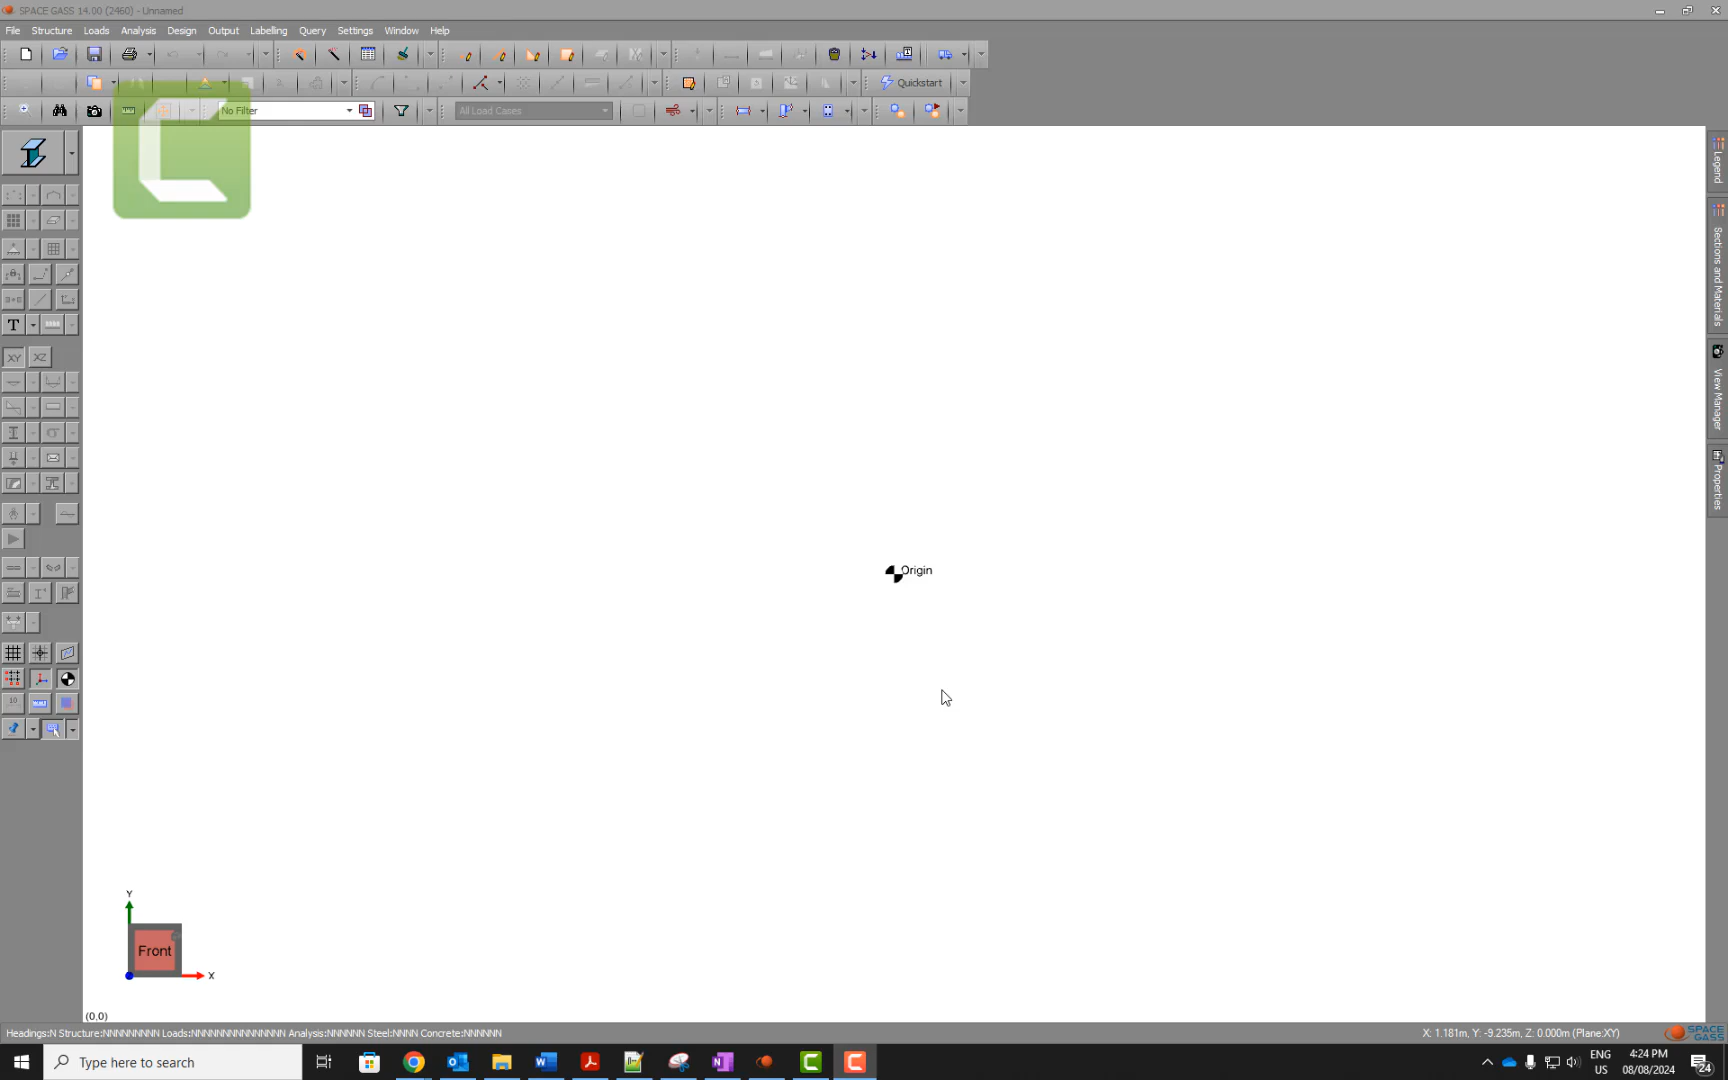 SPACE GASS 14.00 (2460) - Unnamed
File Structure Loads Analysis Design Output Labelling Query Settings Window Help
Quickstart
No Filter
All Load Cases
Legend
Sections and Materials
View Manager
Properties
T
XY XZ
10
Origin
Y
Front
X
(0,0)
Headings:N Structure:NNNNNNNNN Loads:NNNNNNNNNNNNNN Analysis:NNNNNN Steel:NNNN Concrete:NNNNNN
X: 1.181m, Y: -9.235m, Z: 0.000m (Plane:XY)
SPACE GASS
Type here to search
ENG
US
4:24 PM
08/08/2024
24